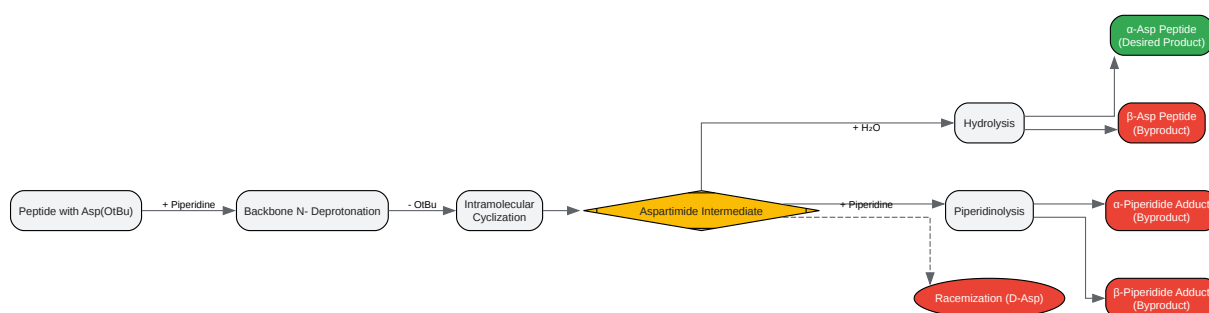 α-Asp Peptide
(Desired Product)
β-Asp Peptide
(Byproduct)
Hydrolysis
+ H₂O
Peptide with Asp(OtBu)
+ Piperidine
Backbone N- Deprotonation
- OtBu
Intramolecular
Cyclization
Aspartimide Intermediate
+ Piperidine
Piperidinolysis
α-Piperidide Adduct
(Byproduct)
Racemization (D-Asp)
β-Piperidide Adduct
(Byproduct)